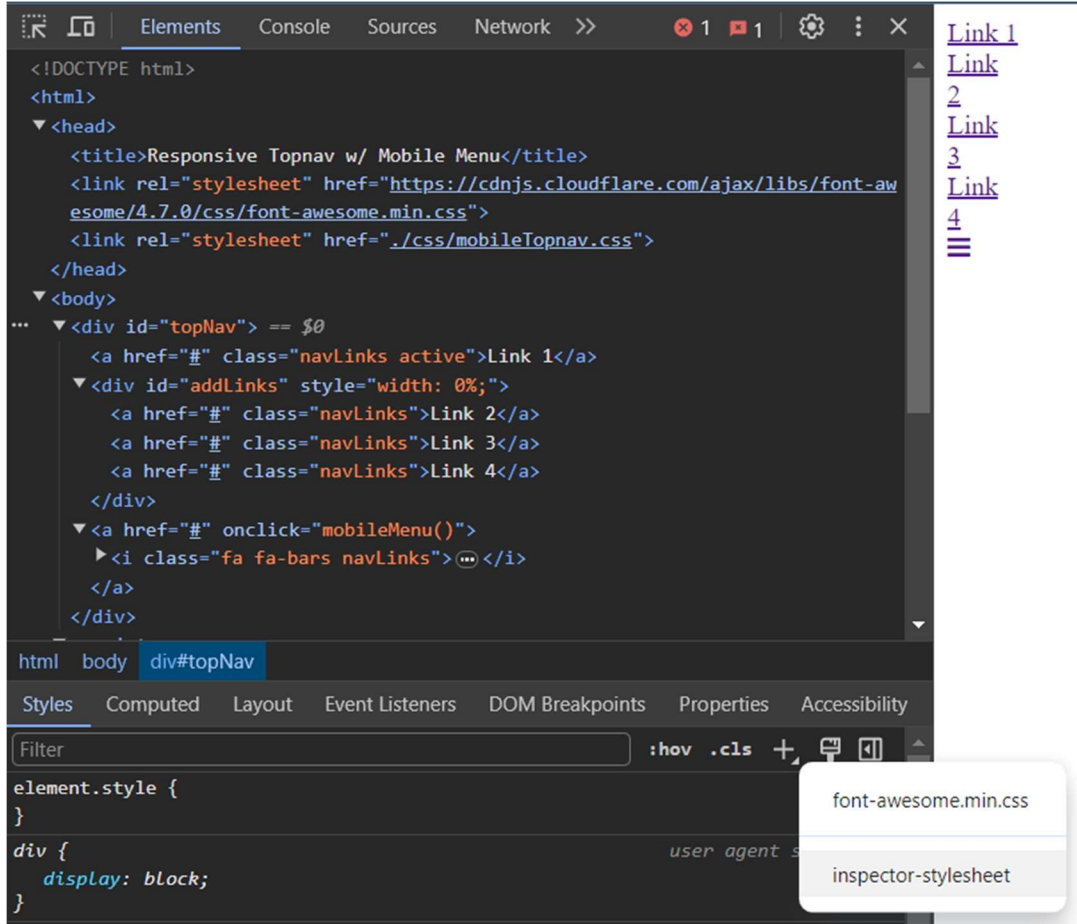 Elements Console Sources Network >> 1 1
<!DOCTYPE html>
<html>
<head>
<title>Responsive Topnav w/ Mobile Menu</title>
<link rel="stylesheet" href="https://cdnjs.cloudflare.com/ajax/libs/font-aw
esome/4.7.0/css/font-awesome.min.css">
<link rel="stylesheet" href="./css/mobileTopnav.css">
</head>
<body>
... <div id="topNav"> == $0
<a href="#" class="navLinks active">Link 1</a>
<div id="addLinks" style="width: 0%;">
<a href="#" class="navLinks">Link 2</a>
<a href="#" class="navLinks">Link 3</a>
<a href="#" class="navLinks">Link 4</a>
</div>
<a href="#" onclick="mobileMenu()">
<i class="fa fa-bars navLinks">...</i>
</a>
</div>
html body div#topNav
Styles Computed Layout Event Listeners DOM Breakpoints Properties Accessibility
Filter :hov .cls +
element.style {
}
div { user agent s
display: block;
}
font-awesome.min.css
inspector-stylesheet
Link 1
Link
2
Link
3
Link
4